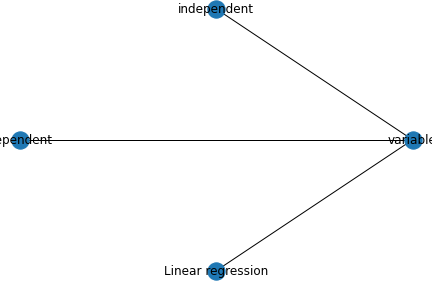 independent
ependent
variable
Linear regression